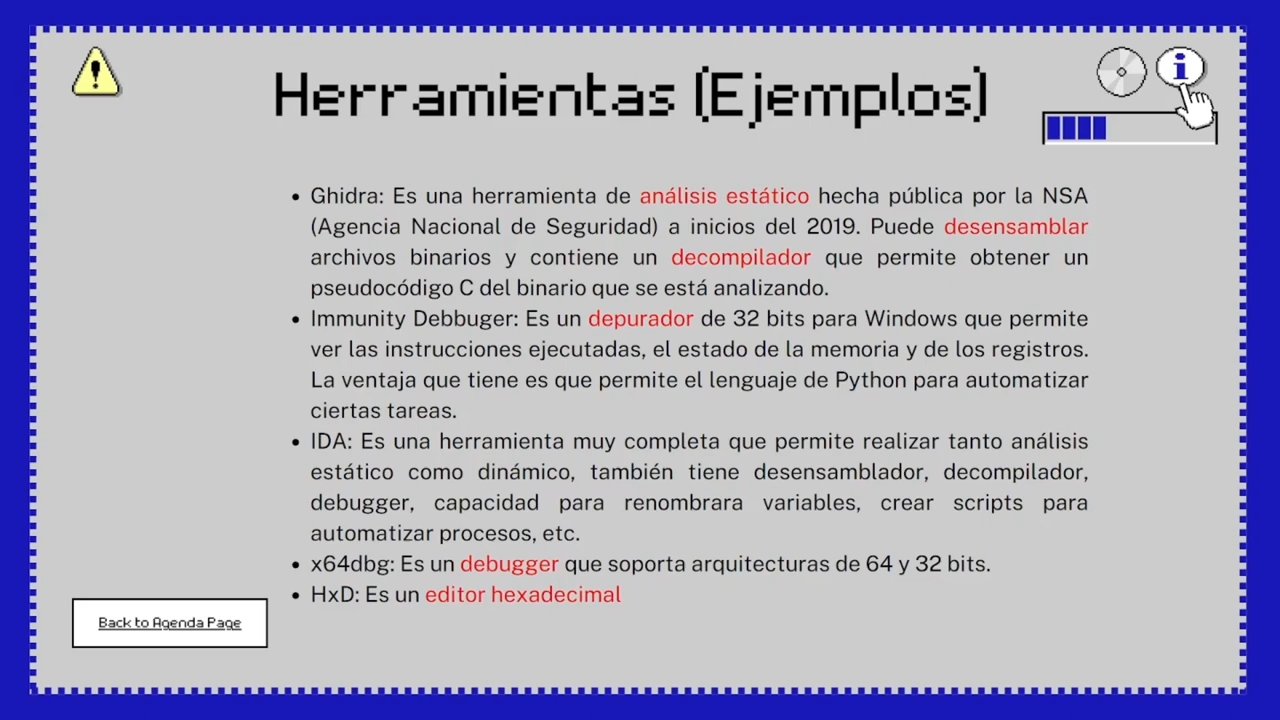 Herramientas (Ejemplos)
• Ghidra: Es una herramienta de análisis estático hecha pública por la NSA
(Agencia Nacional de Seguridad) a inicios del 2019. Puede desensamblar
archivos binarios y contiene un decompilador que permite obtener un
pseudocódigo C del binario que se está analizando.
• Immunity Debbuger: Es un depurador de 32 bits para Windows que permite
ver las instrucciones ejecutadas, el estado de la memoria y de los registros.
La ventaja que tiene es que permite el lenguaje de Python para automatizar
ciertas tareas.
• IDA: Es una herramienta muy completa que permite realizar tanto análisis
estático como dinámico, también tiene desensamblador, decompilador,
debugger, capacidad para renombrara variables, crear scripts para
automatizar procesos, etc.
• x64dbg: Es un debugger que soporta arquitecturas de 64 y 32 bits.
• HxD: Es un editor hexadecimal
Back to Agenda Page